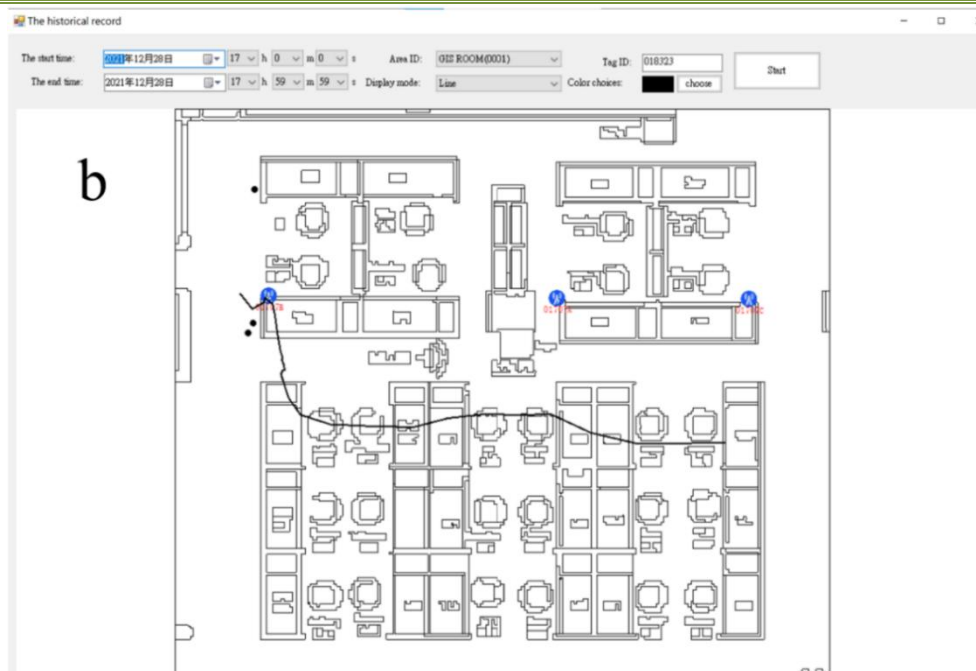 The historical record
The start time: 2021年12月28日 17 h 0 m 0 s Area ID: GIS ROOM(0001) Tag ID: 018323 Start
The end time: 2021年12月28日 17 h 59 m 59 s Display mode: Line Color choices: choose
b